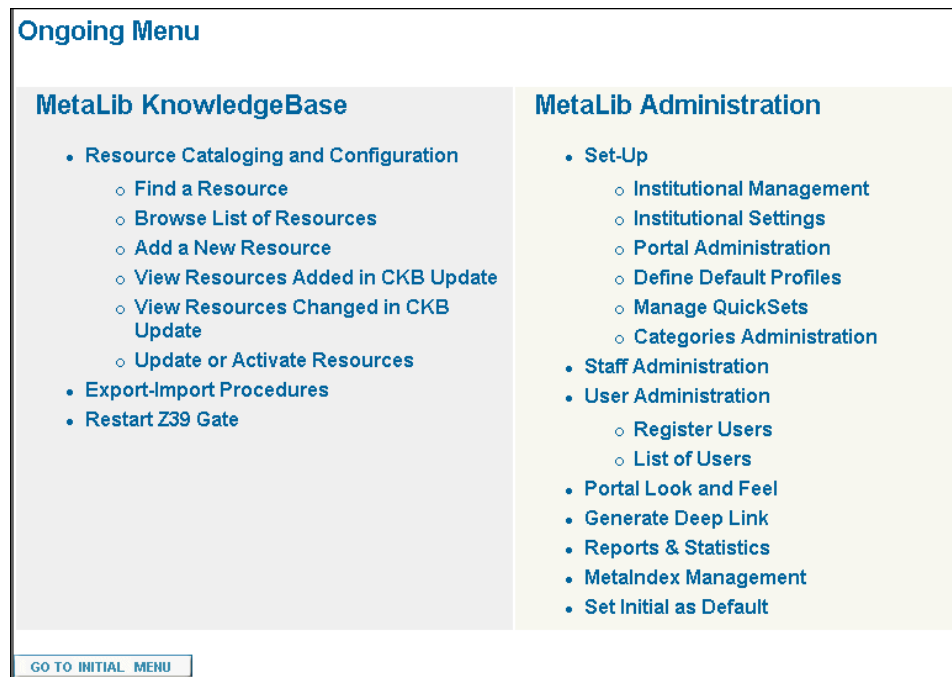 Ongoing Menu
MetaLib KnowledgeBase
Resource Cataloging and Configuration
Find a Resource
Browse List of Resources
Add a New Resource
View Resources Added in CKB Update
View Resources Changed in CKB
Update
Update or Activate Resources
Export-Import Procedures
Restart Z39 Gate
MetaLib Administration
Set-Up
Institutional Management
Institutional Settings
Portal Administration
Define Default Profiles
Manage QuickSets
Categories Administration
Staff Administration
User Administration
Register Users
List of Users
Portal Look and Feel
Generate Deep Link
Reports & Statistics
MetaIndex Management
Set Initial as Default
GO TO INITIAL MENU